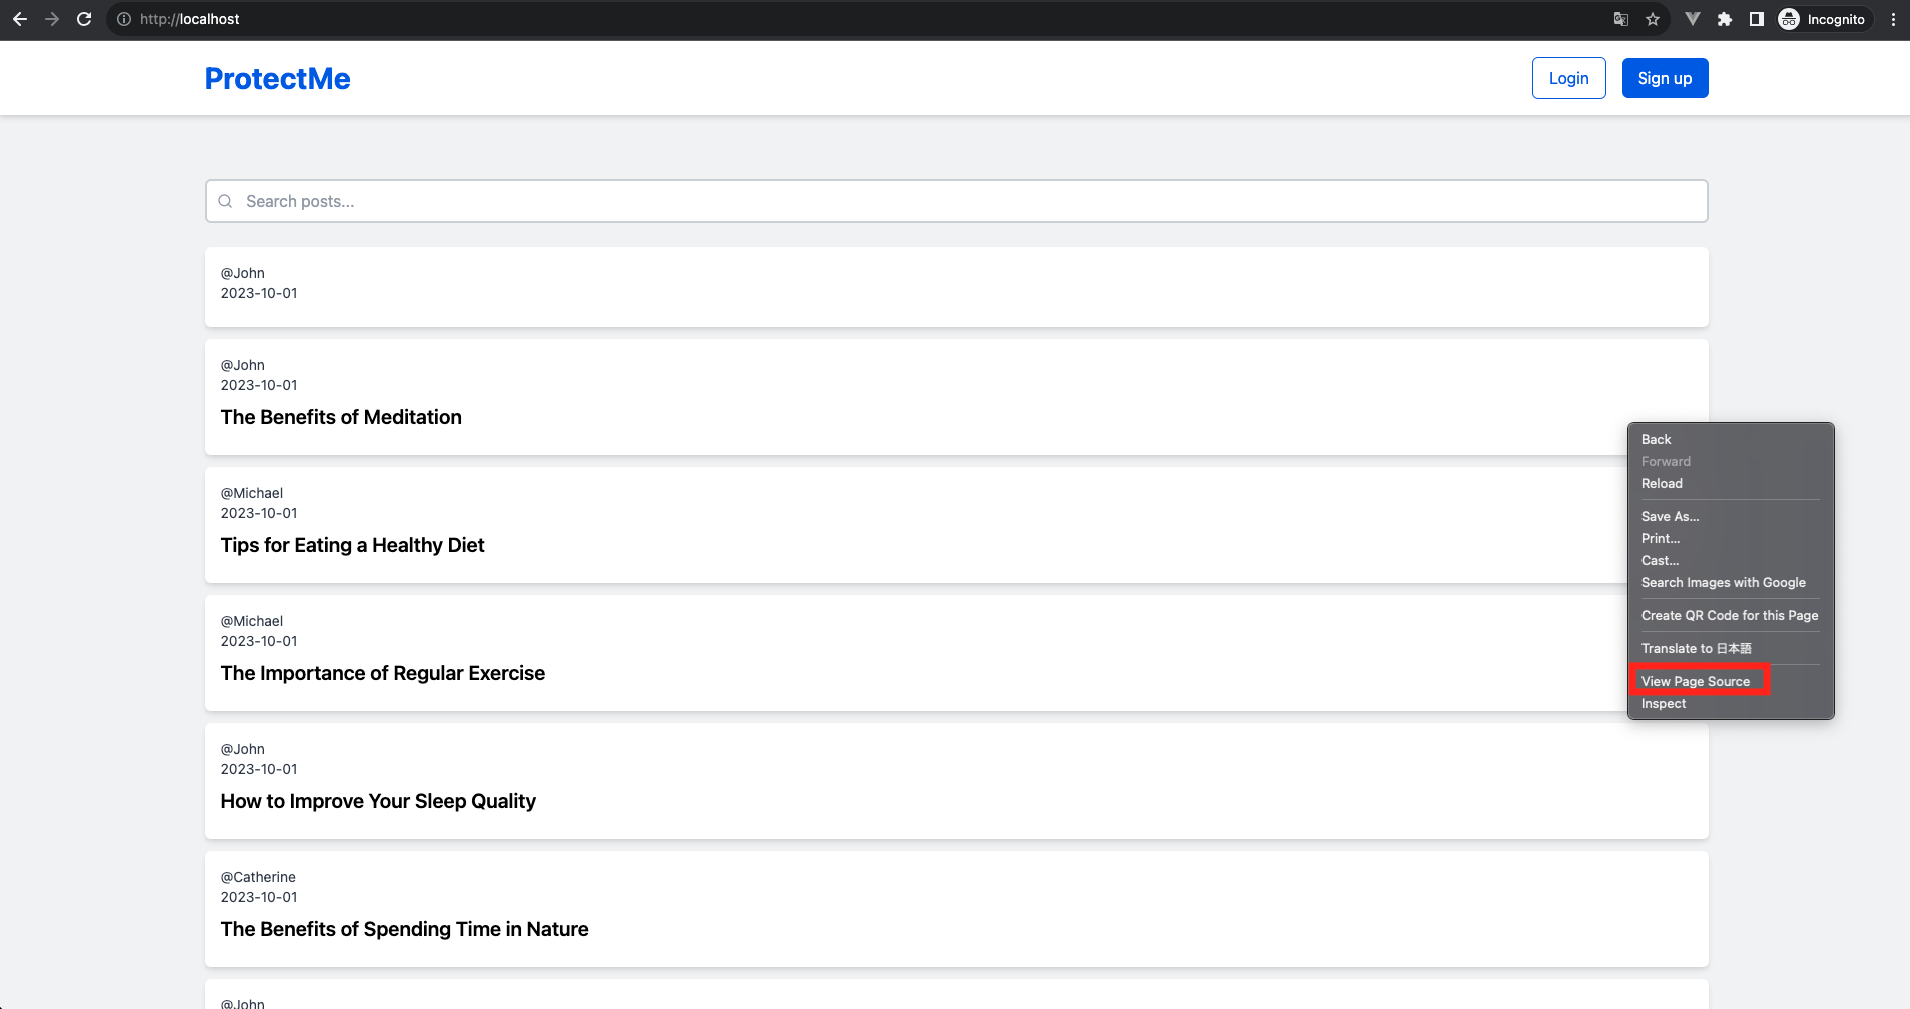 http://localhost
Incognito
ProtectMe
Login
Sign up
Search posts...
@John
2023-10-01
@John
2023-10-01
The Benefits of Meditation
@Michael
2023-10-01
Tips for Eating a Healthy Diet
@Michael
2023-10-01
The Importance of Regular Exercise
@John
2023-10-01
How to Improve Your Sleep Quality
@Catherine
2023-10-01
The Benefits of Spending Time in Nature
@John
Back
Forward
Reload
Save As...
Print...
Cast...
Search Images with Google
Create QR Code for this Page
Translate to 日本語
View Page Source
Inspect